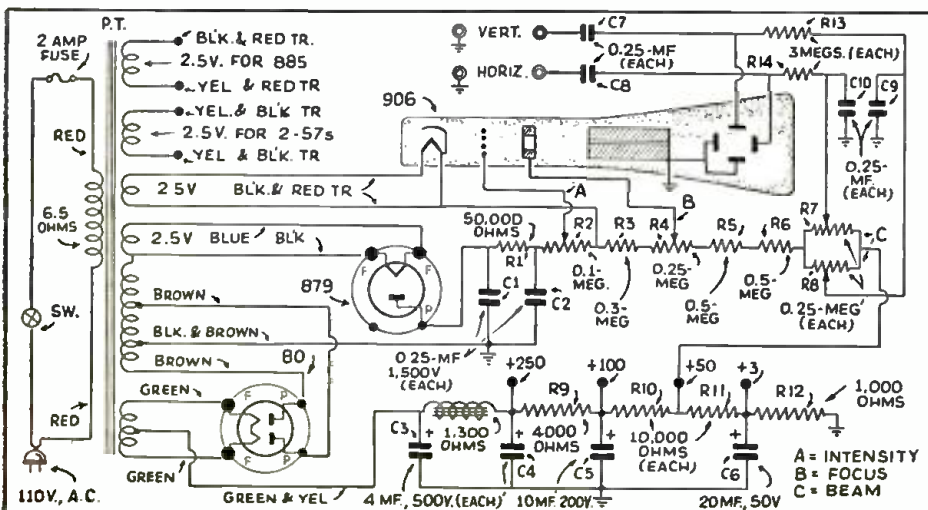 P.T.
2 AMP
FUSE
BLK. & RED TR.
2.5V. FOR 885
YEL & RED TR
YEL. & BLK TR
2.5V. FOR 2-57s
YEL & BLK. TR
RED
6.5
OHMS
2.5V BLK. & RED TR
2.5V BLUE & BLK
BROWN
BLK. & BROWN
BROWN
GREEN
GREEN
GREEN & YEL
SW.
RED
110V., A.C.
VERT.
HORIZ.
C7
0.25-MF
(EACH)
C8
R13
3 MEGS. (EACH)
R14
C10
C9
0.25-
MF.
(EACH)
906
A
B
50,000
OHMS
R1
R2
R3
R4
R5
R6
R7
R8
C
0.1-
MEG.
0.3-
MEG
0.25-
MEG
0.5-
MEG
0.5-
MEG
0.25-MEG
(EACH)
F
F
P
879
C1
C2
0.25-MF
1,500V
(EACH)
80
F
P
F
P
+250
+100
+50
+3
R9
R10
R11
R12
1,000
OHMS
1,300
OHMS
4000
OHMS
10,000
OHMS
(EACH)
C3
+
C4
+
C5
+
C6
+
4 MF., 500V. (EACH)
10 MF. 200V.
20 MF., 50V
A = INTENSITY
B = FOCUS
C = BEAM